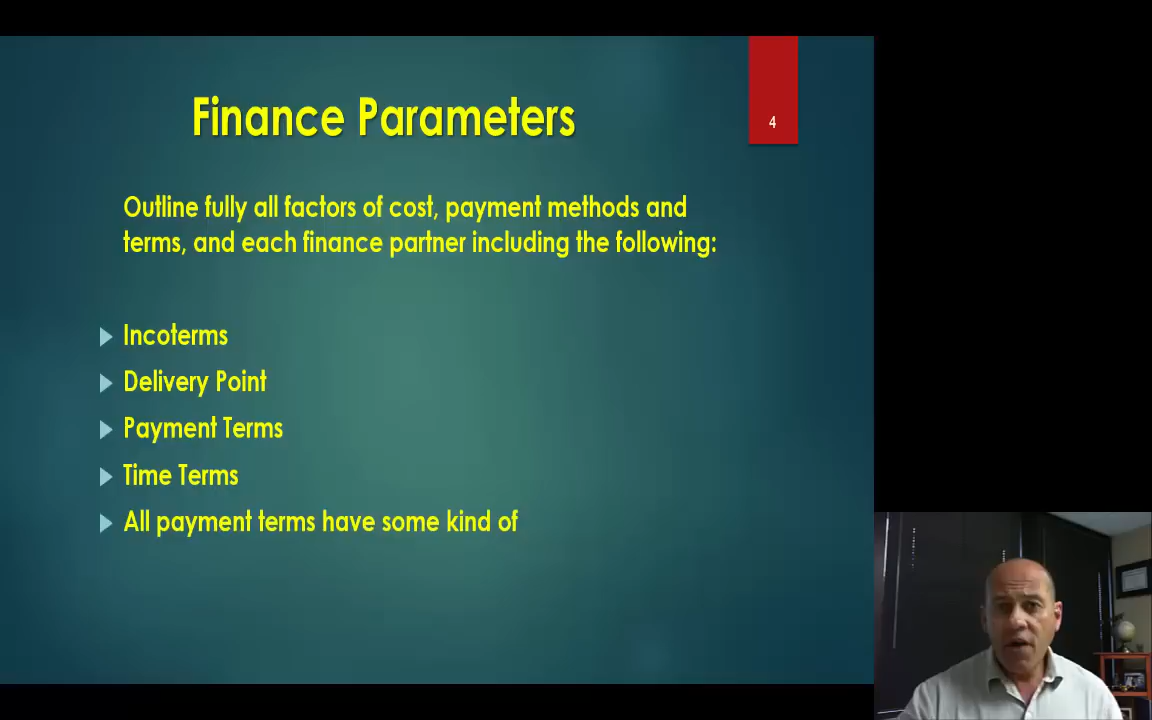 Finance Parameters
4
Outline fully all factors of cost, payment methods and
terms, and each finance partner including the following:
Incoterms
Delivery Point
Payment Terms
Time Terms
All payment terms have some kind of